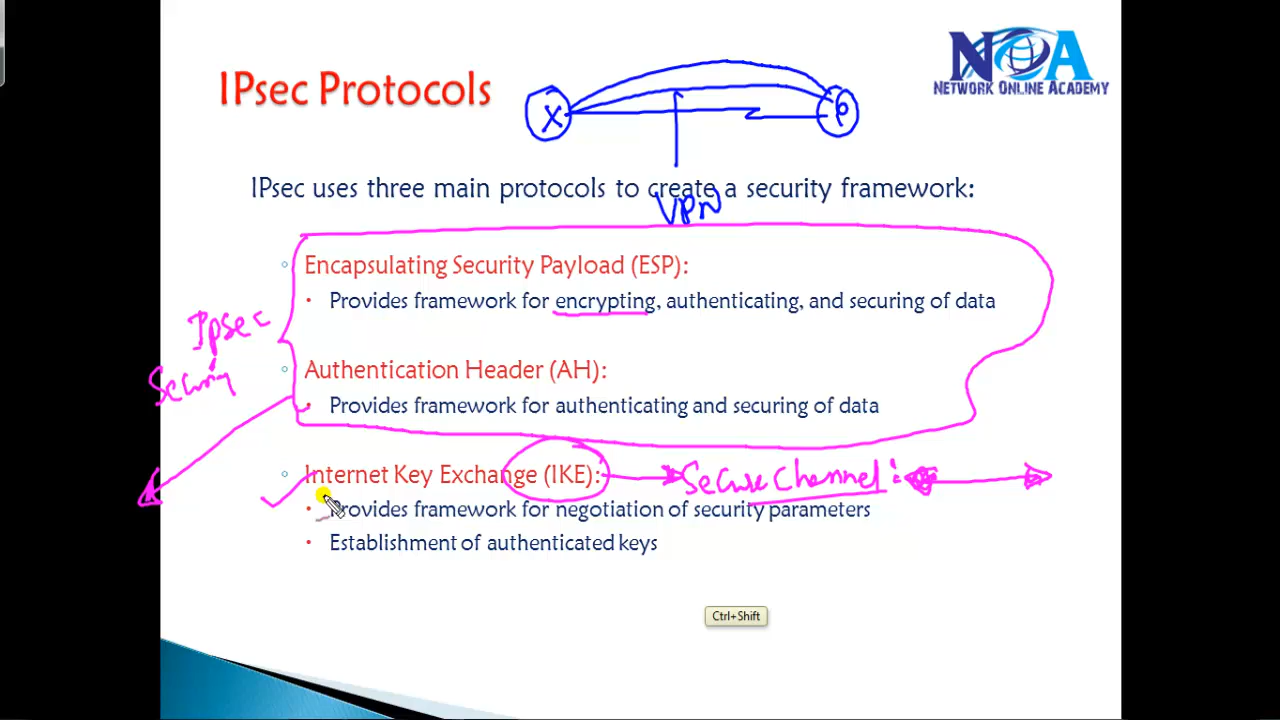 NOA
NETWORK ONLINE ACADEMY
IPsec Protocols
X
P
IPsec uses three main protocols to create a security framework:
VPN
Encapsulating Security Payload (ESP):
Provides framework for encrypting, authenticating, and securing of data
Ipsec
Security
Authentication Header (AH):
Provides framework for authenticating and securing of data
Internet Key Exchange (IKE):
Secure Channel:
Provides framework for negotiation of security parameters
Establishment of authenticated keys
Ctrl+Shift